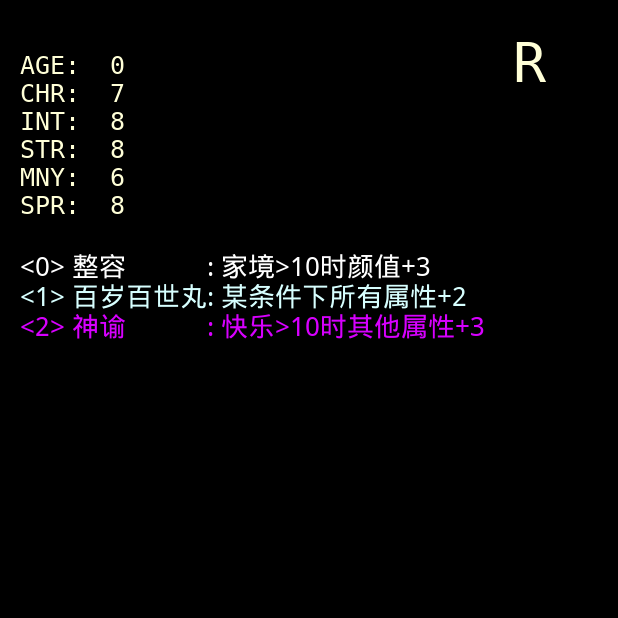 R
AGE: 0
CHR: 7
INT: 8
STR: 8
MNY: 6
SPR: 8
<0> 整容 : 家境>10时颜值+3
<1> 百岁百世丸: 某条件下所有属性+2
<2> 神谕 : 快乐>10时其他属性+3